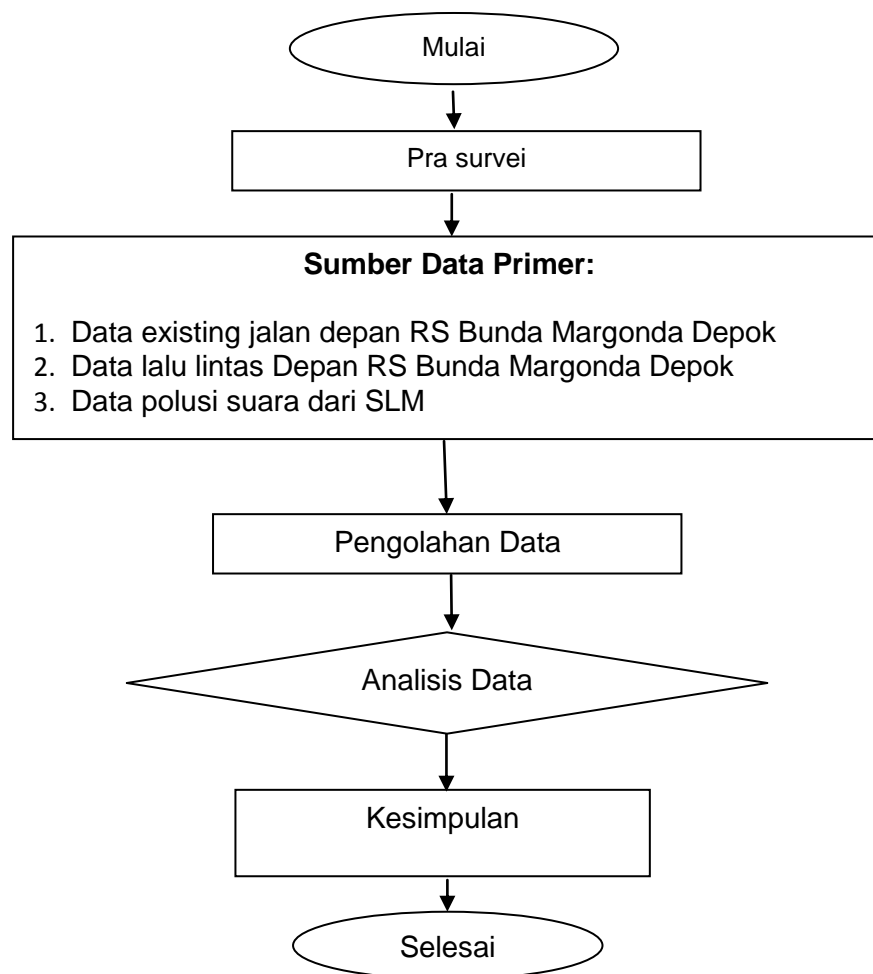 Mulai
Pra survei
Sumber Data Primer:
1. Data existing jalan depan RS Bunda Margonda Depok
2. Data lalu lintas Depan RS Bunda Margonda Depok
3. Data polusi suara dari SLM
Pengolahan Data
Analisis Data
Kesimpulan
Selesai